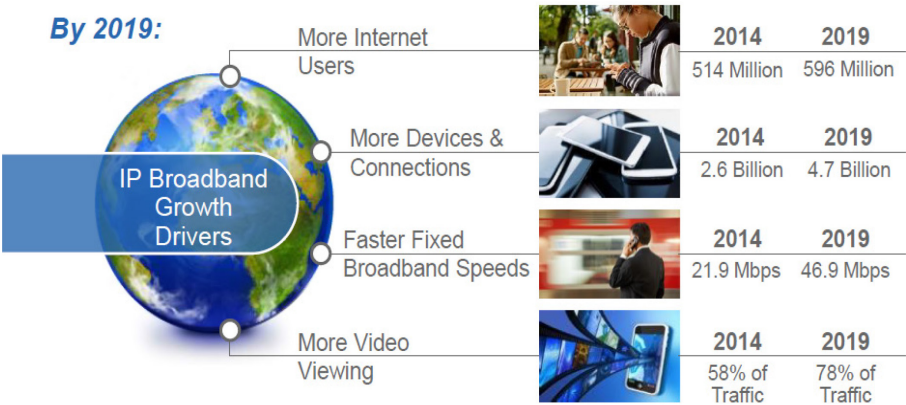 By 2019:
IP Broadband
Growth
Drivers
More Internet
Users
2014 2019
514 Million 596 Million
More Devices &
Connections
2014 2019
2.6 Billion 4.7 Billion
Faster Fixed
Broadband Speeds
2014 2019
21.9 Mbps 46.9 Mbps
More Video
Viewing
2014 2019
58% of 78% of
Traffic Traffic